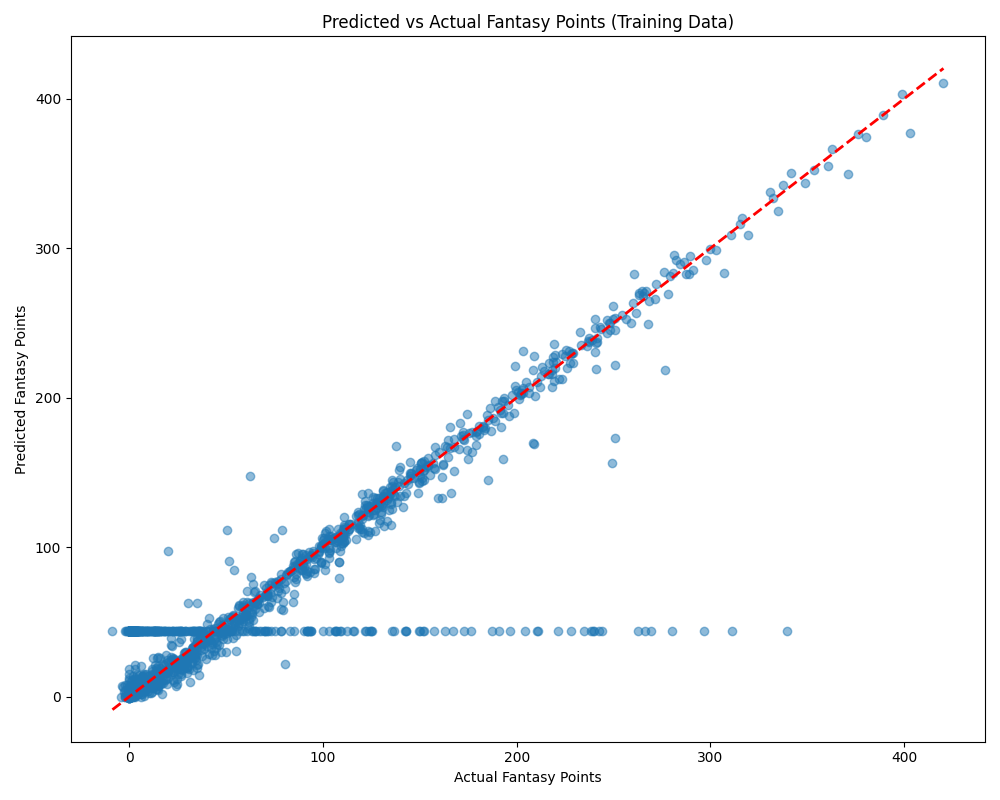 Predicted vs Actual Fantasy Points (Training Data)
400
300
200
100
0
Predicted Fantasy Points
0 100 200 300 400
Actual Fantasy Points